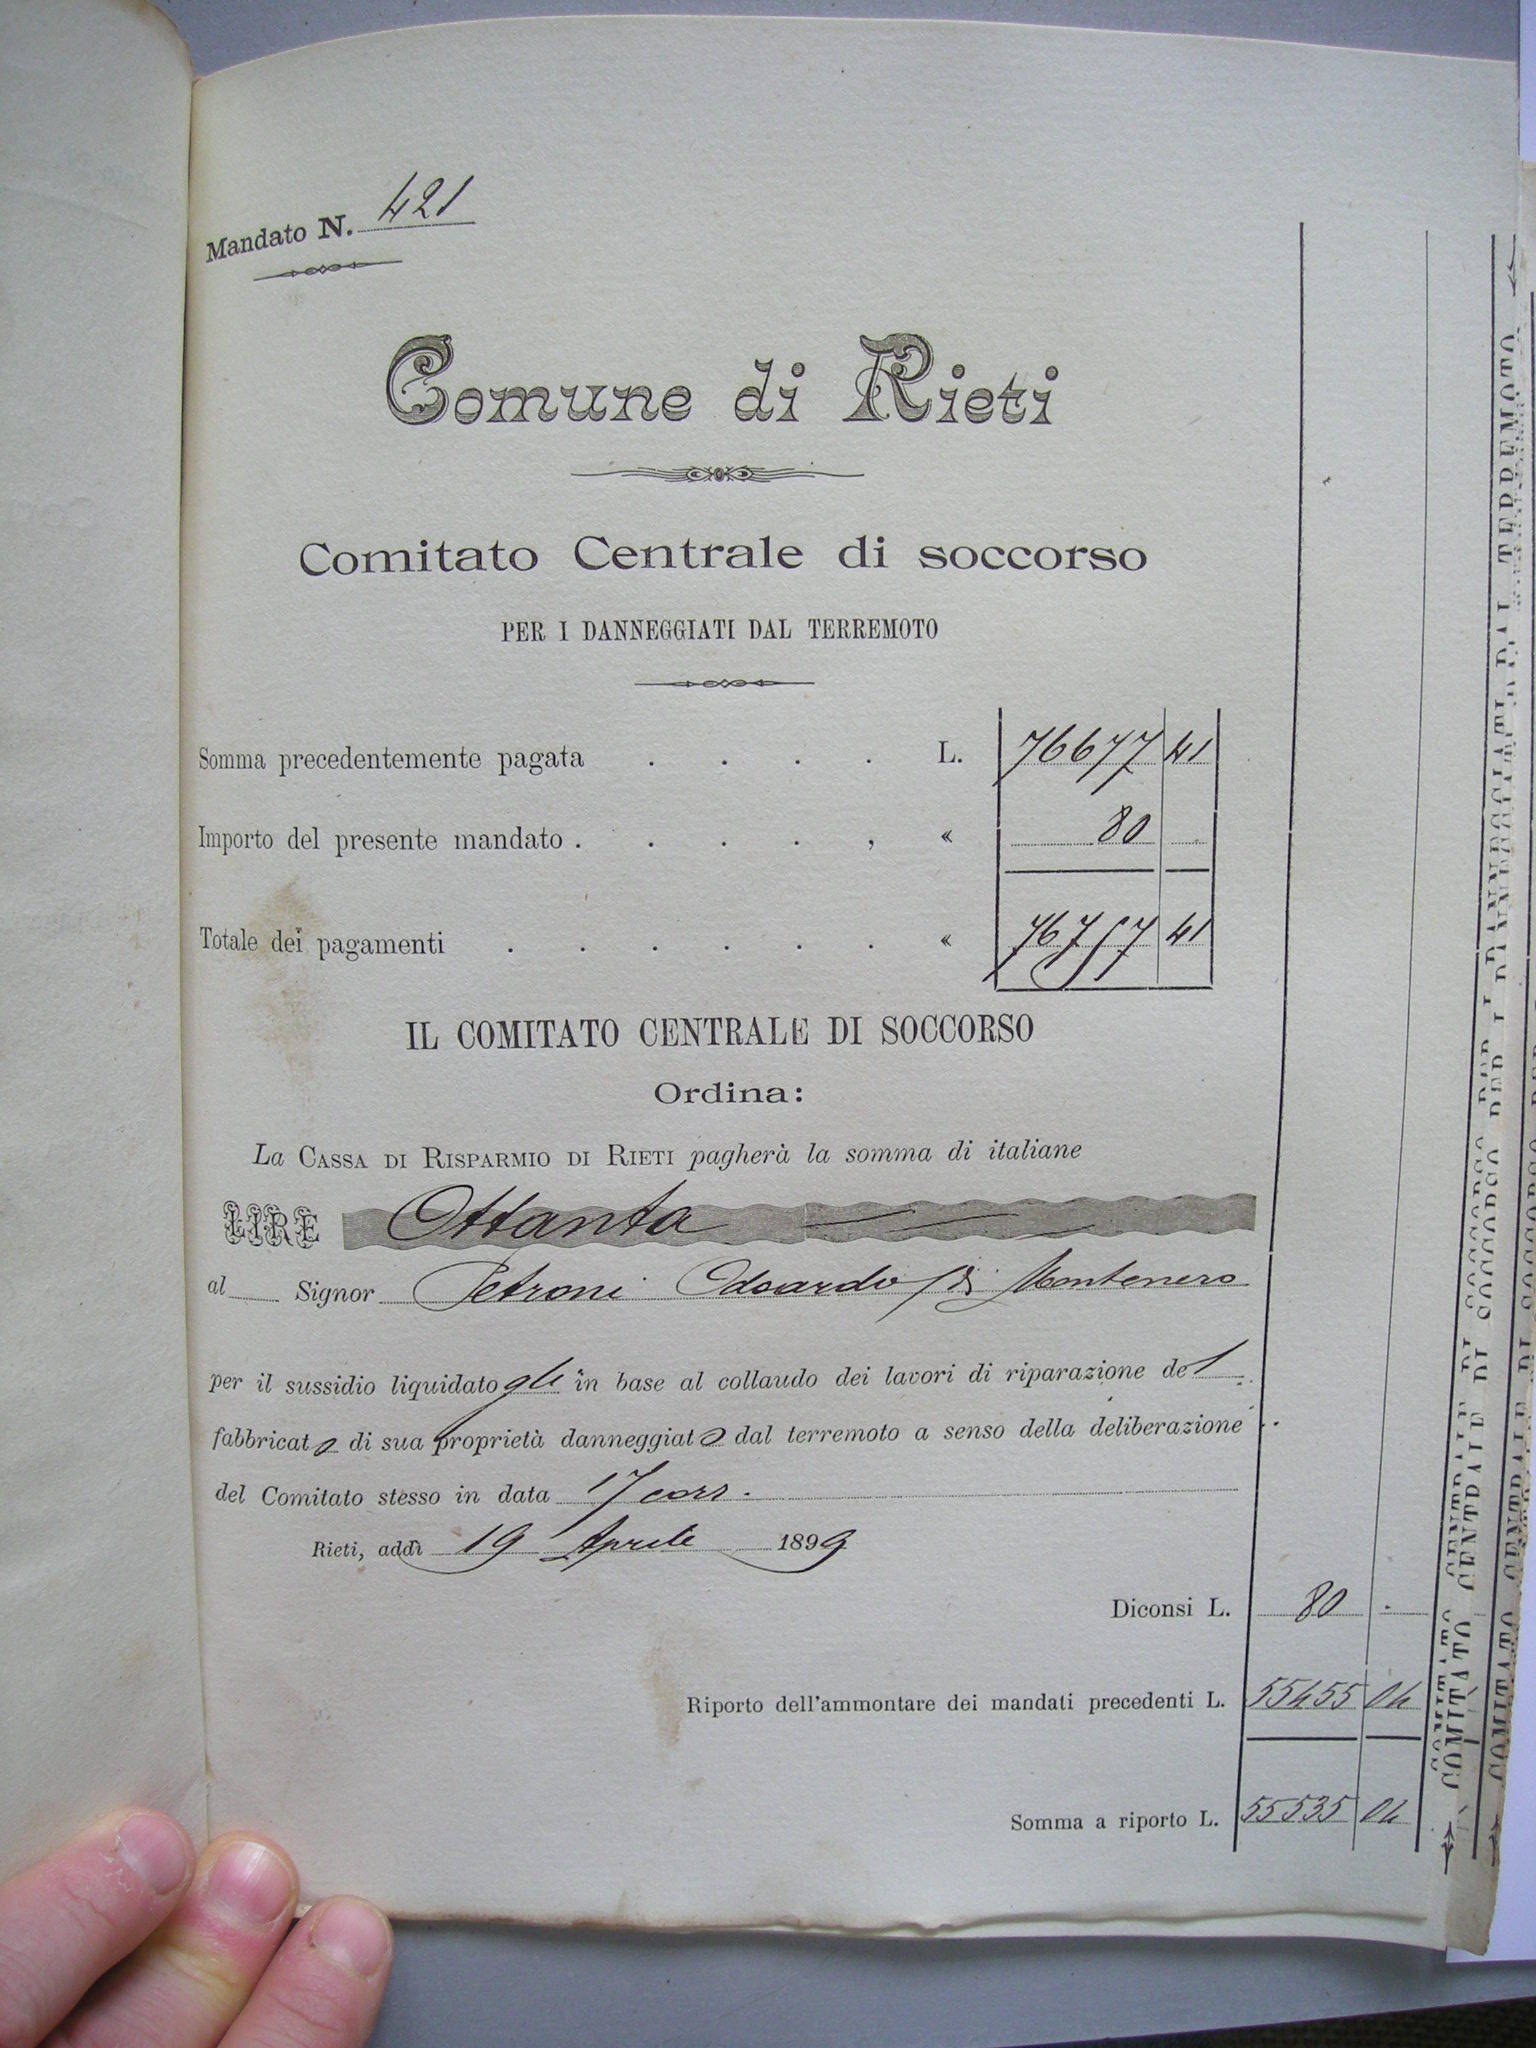 Mandato N. 421
Comune di Rieti
Comitato Centrale di soccorso
PER I DANNEGGIATI DAL TERREMOTO
Somma precedentemente pagata . . . . L. 76677 41
Importo del presente mandato . . . . , « 80 .
Totale dei pagamenti . . . . . . « 76757 41
IL COMITATO CENTRALE DI SOCCORSO
Ordina:
La CASSA DI RISPARMIO DI RIETI pagherà la somma di italiane
LIRE Ottanta
al Signor Petroni Odoardo di Montenero
per il sussidio liquidatogli in base al collaudo dei lavori di riparazione del
fabbricato di sua proprietà danneggiato dal terremoto a senso della deliberazione
del Comitato stesso in data 17 corr.
Rieti, addì 19 Aprile 1899
Diconsi L. 80 .
Riporto dell'ammontare dei mandati precedenti L. 55455 04
Somma a riporto L. 55535 04
COMITATO CENTRALE DI SOCCORSO PER I DANNEGGIATI DAL TERREMOTO